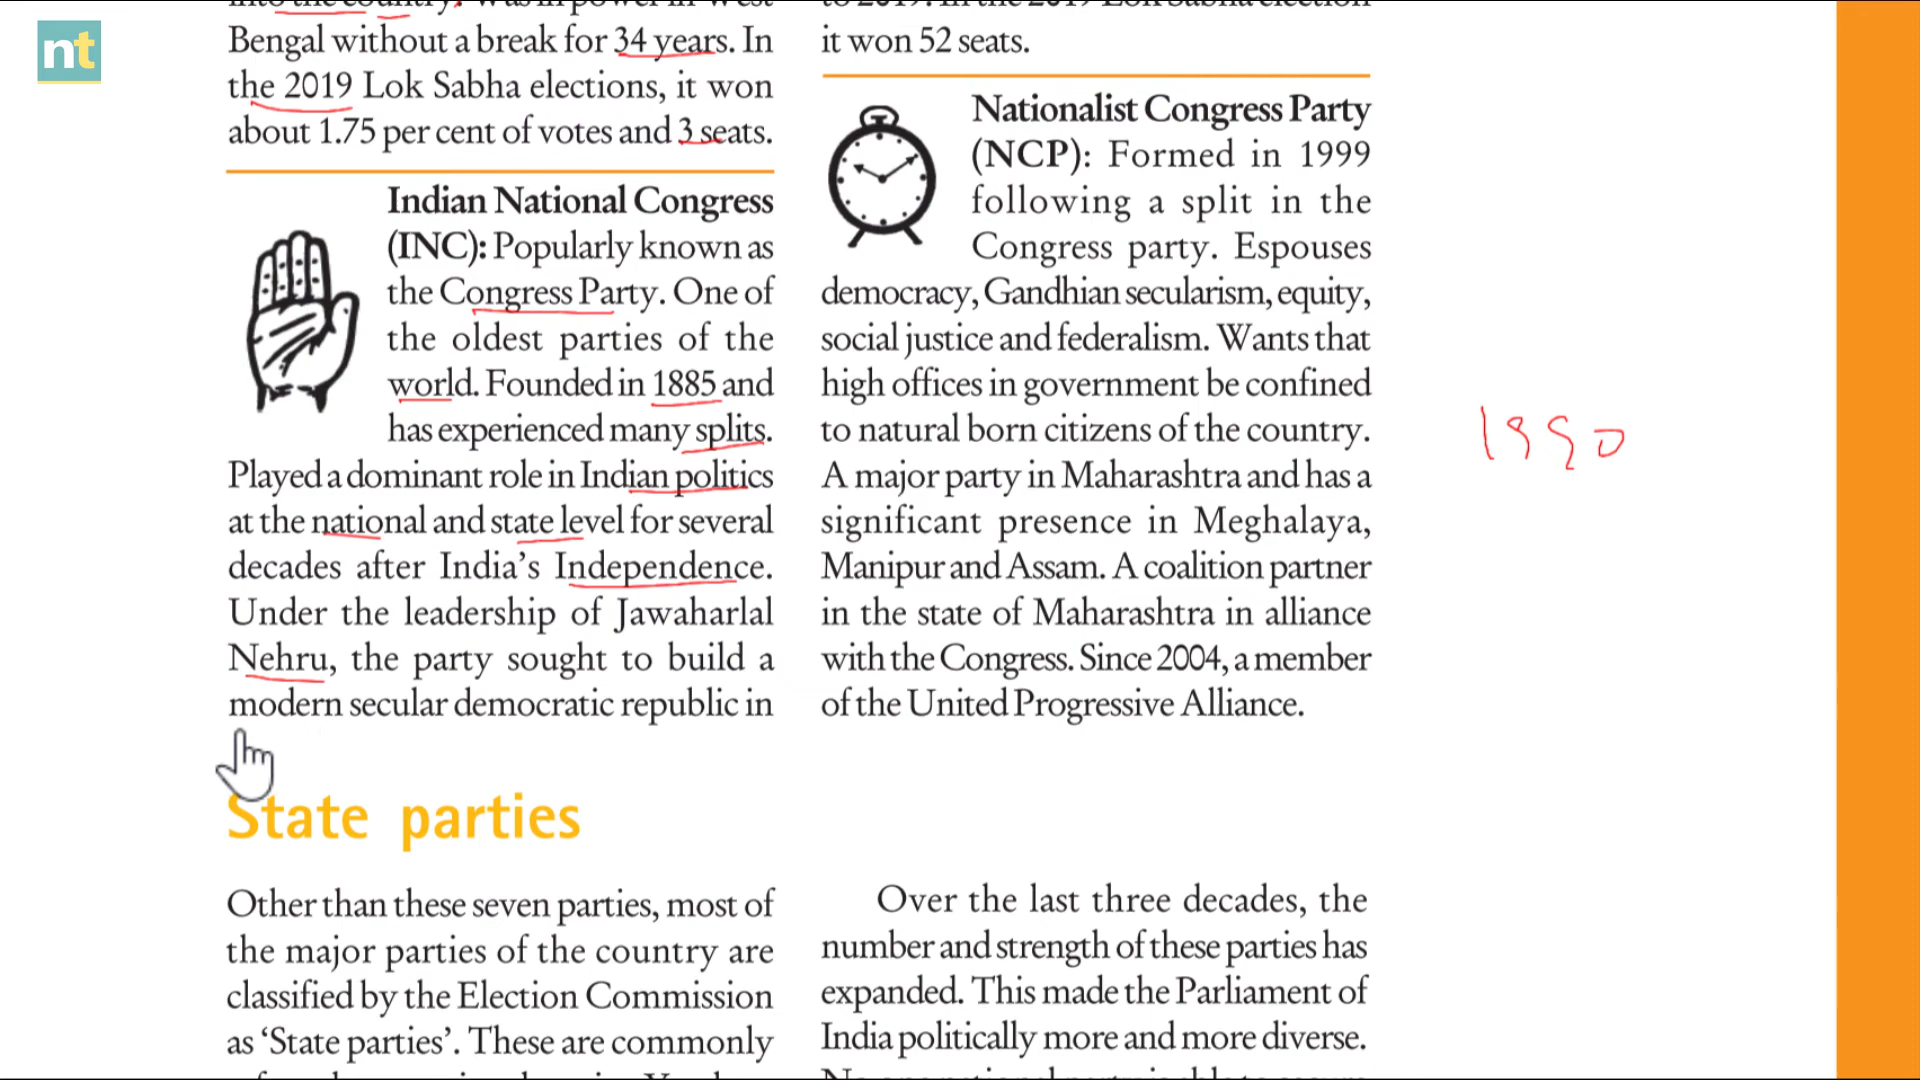 nt
Bengal without a break for 34 years. In
the 2019 Lok Sabha elections, it won
about 1.75 per cent of votes and 3 seats.
Indian National Congress
(INC): Popularly known as
the Congress Party. One of
the oldest parties of the
world. Founded in 1885 and
has experienced many splits.
Played a dominant role in Indian politics
at the national and state level for several
decades after India’s Independence.
Under the leadership of Jawaharlal
Nehru, the party sought to build a
modern secular democratic republic in
to 2019. In the 2019 Lok Sabha election
it won 52 seats.
Nationalist Congress Party
(NCP): Formed in 1999
following a split in the
Congress party. Espouses
democracy, Gandhian secularism, equity,
social justice and federalism. Wants that
high offices in government be confined
to natural born citizens of the country.
A major party in Maharashtra and has a
significant presence in Meghalaya,
Manipur and Assam. A coalition partner
in the state of Maharashtra in alliance
with the Congress. Since 2004, a member
of the United Progressive Alliance.
1990
State parties
Other than these seven parties, most of
the major parties of the country are
classified by the Election Commission
as ‘State parties’. These are commonly
Over the last three decades, the
number and strength of these parties has
expanded. This made the Parliament of
India politically more and more diverse.